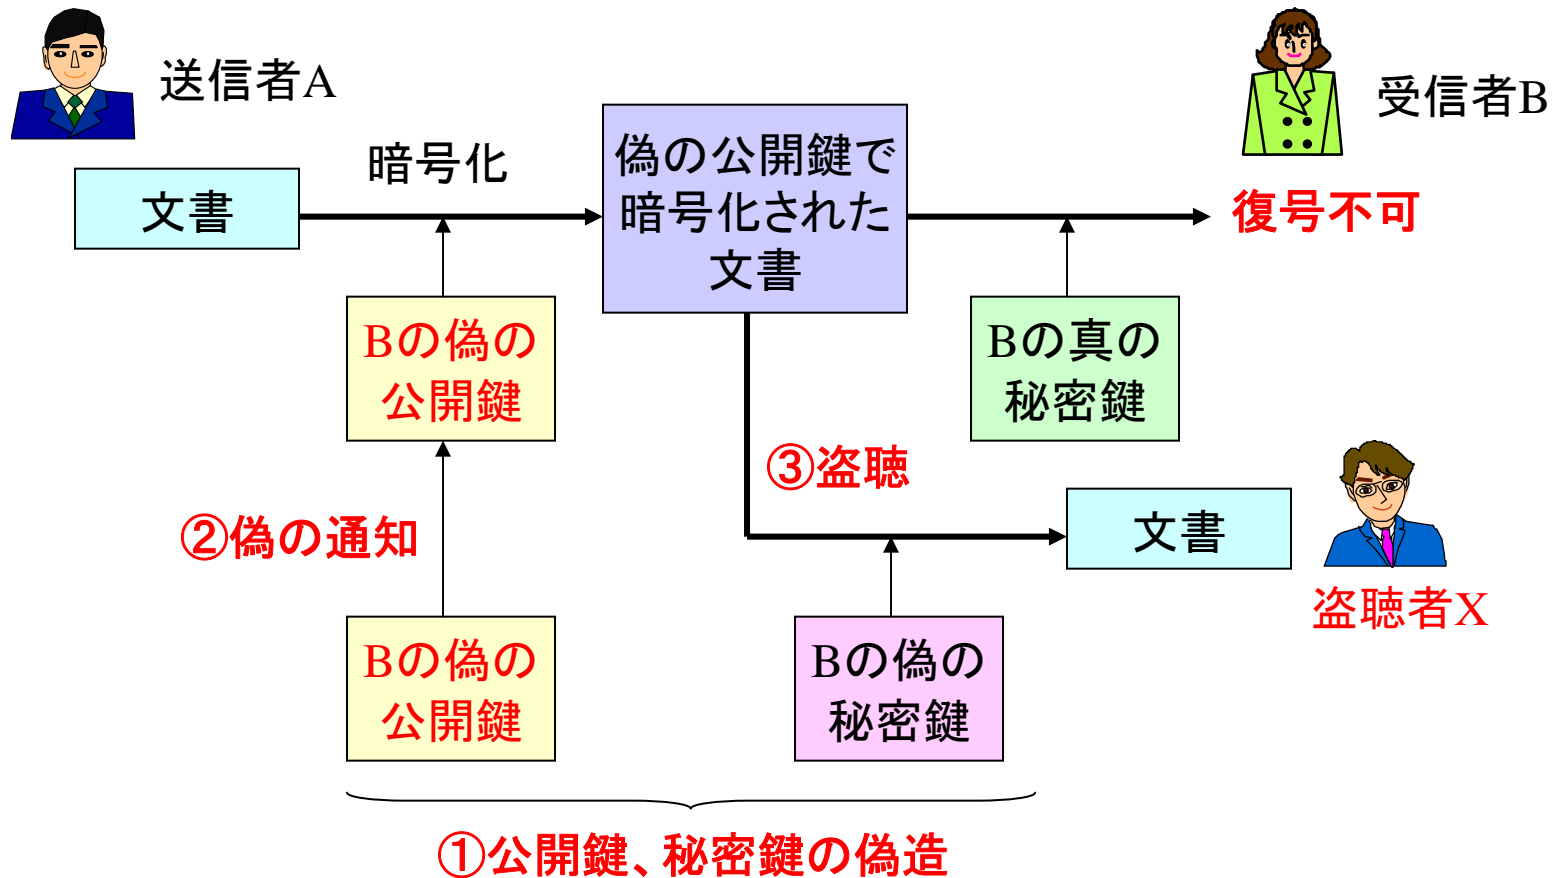 送信者A
受信者B
暗号化
文書
偽の公開鍵で
暗号化された
文書
復号不可
Bの偽の
公開鍵
Bの真の
秘密鍵
③盗聴
②偽の通知
文書
盗聴者X
Bの偽の
公開鍵
Bの偽の
秘密鍵
①公開鍵、秘密鍵の偽造